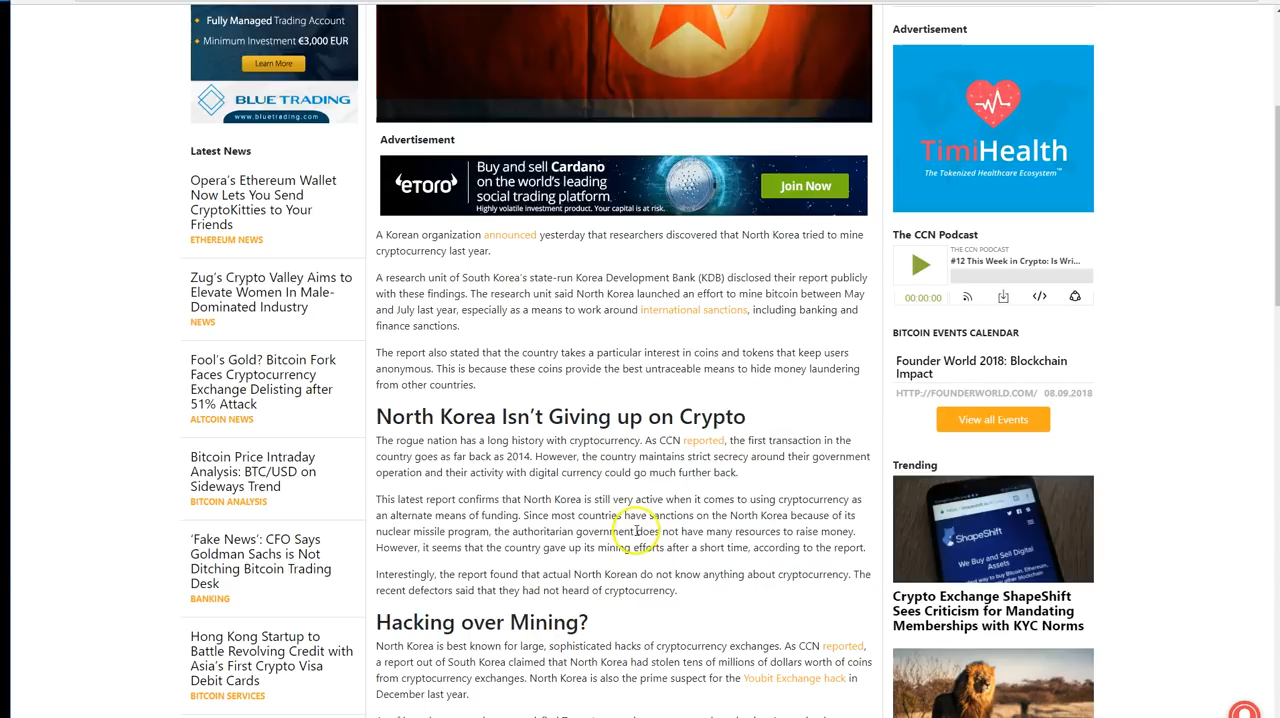 Fully Managed Trading Account
Minimum Investment €3,000 EUR
Learn More
BLUE TRADING
www.bluetrading.com
Latest News
Opera's Ethereum Wallet
Now Lets You Send
CryptoKitties to Your
Friends
ETHEREUM NEWS
Zug's Crypto Valley Aims to
Elevate Women In Male-
Dominated Industry
NEWS
Fool's Gold? Bitcoin Fork
Faces Cryptocurrency
Exchange Delisting after
51% Attack
ALTCOIN NEWS
Bitcoin Price Intraday
Analysis: BTC/USD on
Sideways Trend
BITCOIN ANALYSIS
'Fake News': CFO Says
Goldman Sachs is Not
Ditching Bitcoin Trading
Desk
BANKING
Hong Kong Startup to
Battle Revolving Credit with
Asia's First Crypto Visa
Debit Cards
BITCOIN SERVICES
Advertisement
eToro
Buy and sell Cardano
on the world's leading
social trading platform.
Highly volatile investment product. Your capital is at risk.
Join Now
A Korean organization announced yesterday that researchers discovered that North Korea tried to mine
cryptocurrency last year.
A research unit of South Korea's state-run Korea Development Bank (KDB) disclosed their report publicly
with these findings. The research unit said North Korea launched an effort to mine bitcoin between May
and July last year, especially as a means to work around international sanctions, including banking and
finance sanctions.
The report also stated that the country takes a particular interest in coins and tokens that keep users
anonymous. This is because these coins provide the best untraceable means to hide money laundering
from other countries.
North Korea Isn't Giving up on Crypto
The rogue nation has a long history with cryptocurrency. As CCN reported, the first transaction in the
country goes as far back as 2014. However, the country maintains strict secrecy around their government
operation and their activity with digital currency could go much further back.
This latest report confirms that North Korea is still very active when it comes to using cryptocurrency as
an alternate means of funding. Since most countries have sanctions on the North Korea because of its
nuclear missile program, the authoritarian government does not have many resources to raise money.
However, it seems that the country gave up its mining efforts after a short time, according to the report.
Interestingly, the report found that actual North Korean do not know anything about cryptocurrency. The
recent defectors said that they had not heard of cryptocurrency.
Hacking over Mining?
North Korea is best known for large, sophisticated hacks of cryptocurrency exchanges. As CCN reported,
a report out of South Korea claimed that North Korea had stolen tens of millions of dollars worth of coins
from cryptocurrency exchanges. North Korea is also the prime suspect for the Youbit Exchange hack in
December last year.
Advertisement
TimiHealth
The Tokenized Healthcare Ecosystem™
The CCN Podcast
THE CCN PODCAST
#12 This Week in Crypto: Is Wri...
00:00:00
BITCOIN EVENTS CALENDAR
Founder World 2018: Blockchain
Impact
HTTP://FOUNDERWORLD.COM/ 08.09.2018
View all Events
Trending
ShapeShift
We Buy and Sell
Digital Assets
Crypto Exchange ShapeShift
Sees Criticism for Mandating
Memberships with KYC Norms